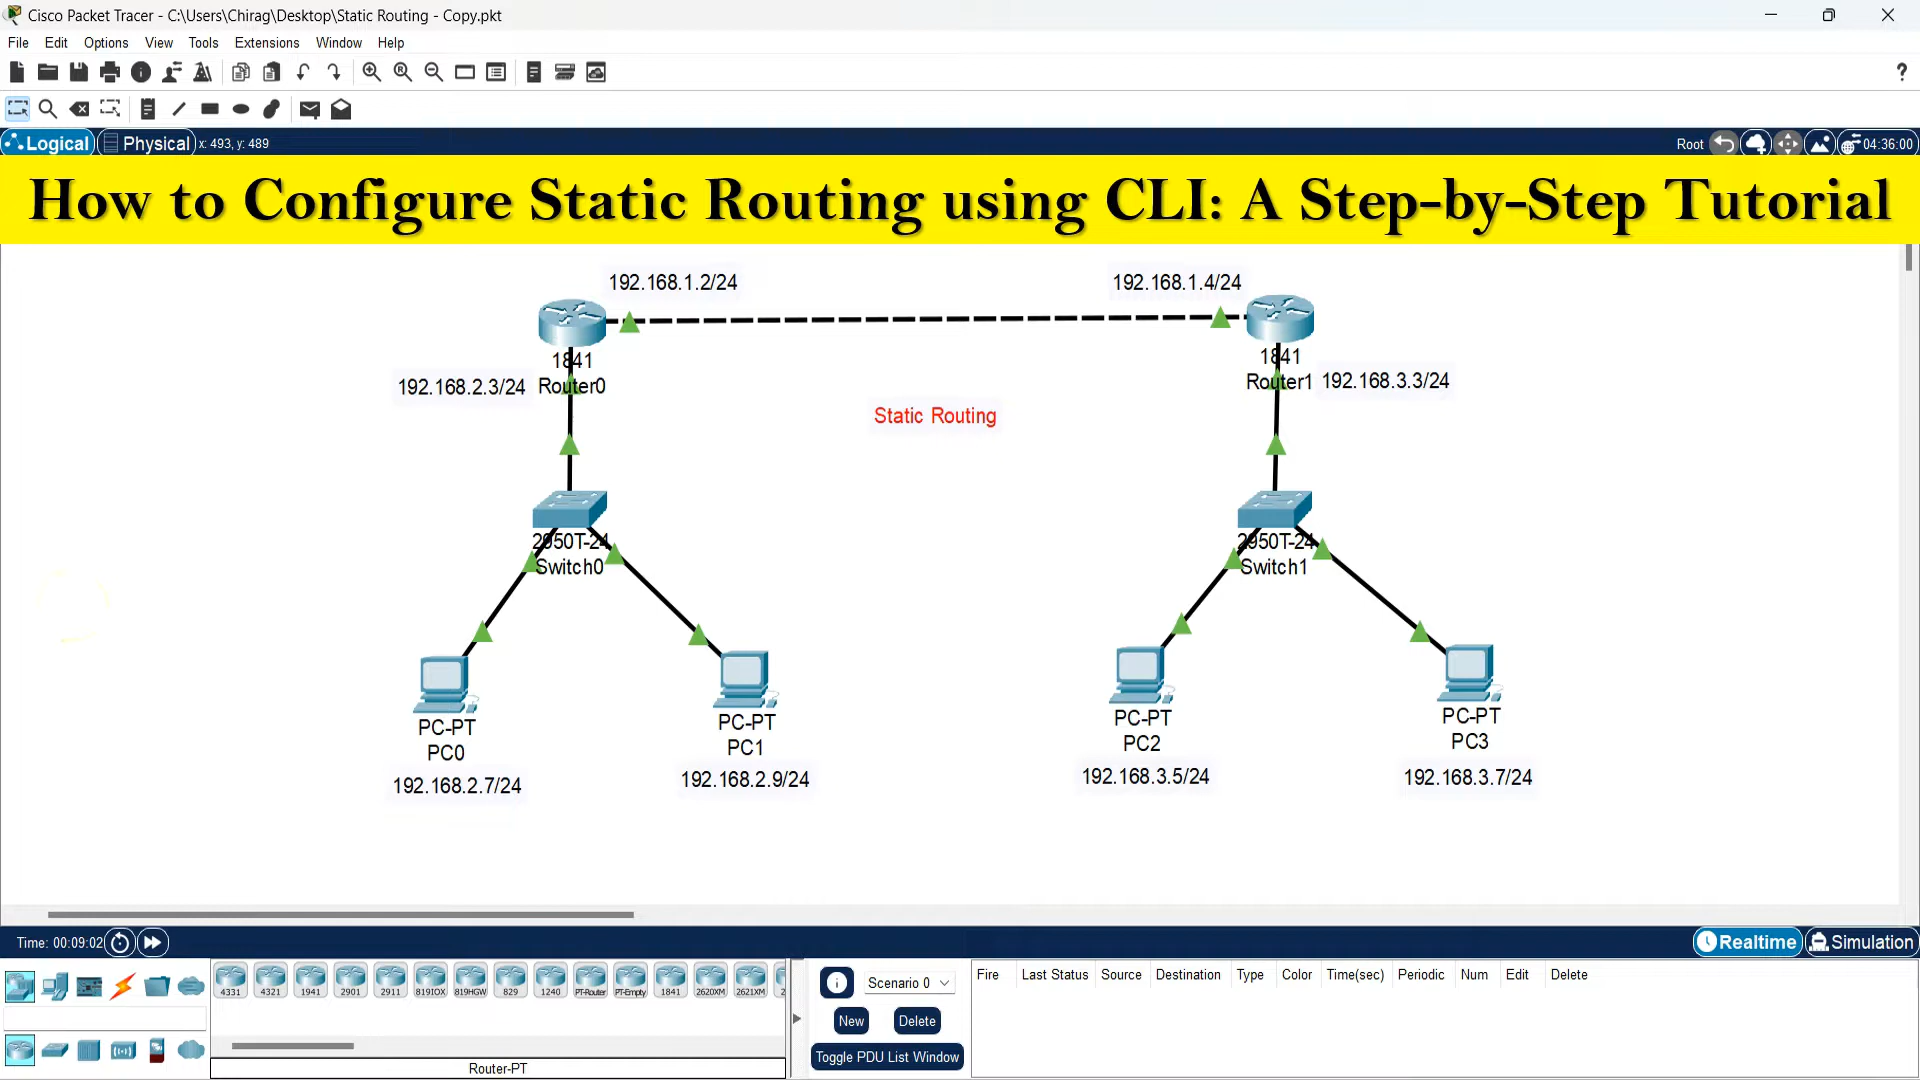 Cisco Packet Tracer - C:\Users\Chirag\Desktop\Static Routing - Copy.pkt
File Edit Options View Tools Extensions Window Help
?
Logical Physical x: 493, y: 489 Root 04:36:00
How to Configure Static Routing using CLI: A Step-by-Step Tutorial
192.168.1.2/24 192.168.1.4/24
1841 1841
192.168.2.3/24 Router0 Router1 192.168.3.3/24
Static Routing
2950T-24 2950T-24
Switch0 Switch1
PC-PT PC-PT PC-PT PC-PT
PC0 PC1 PC2 PC3
192.168.2.7/24 192.168.2.9/24 192.168.3.5/24 192.168.3.7/24
Time: 00:09:02 Realtime Simulation
4331 4321 1941 2901 2911 819IOX 819HGW 829 1240 PT-Router PT-Empty 1841 2620XM 2621XM 2
Scenario 0
Fire Last Status Source Destination Type Color Time(sec) Periodic Num Edit Delete
New Delete
Toggle PDU List Window
Router-PT